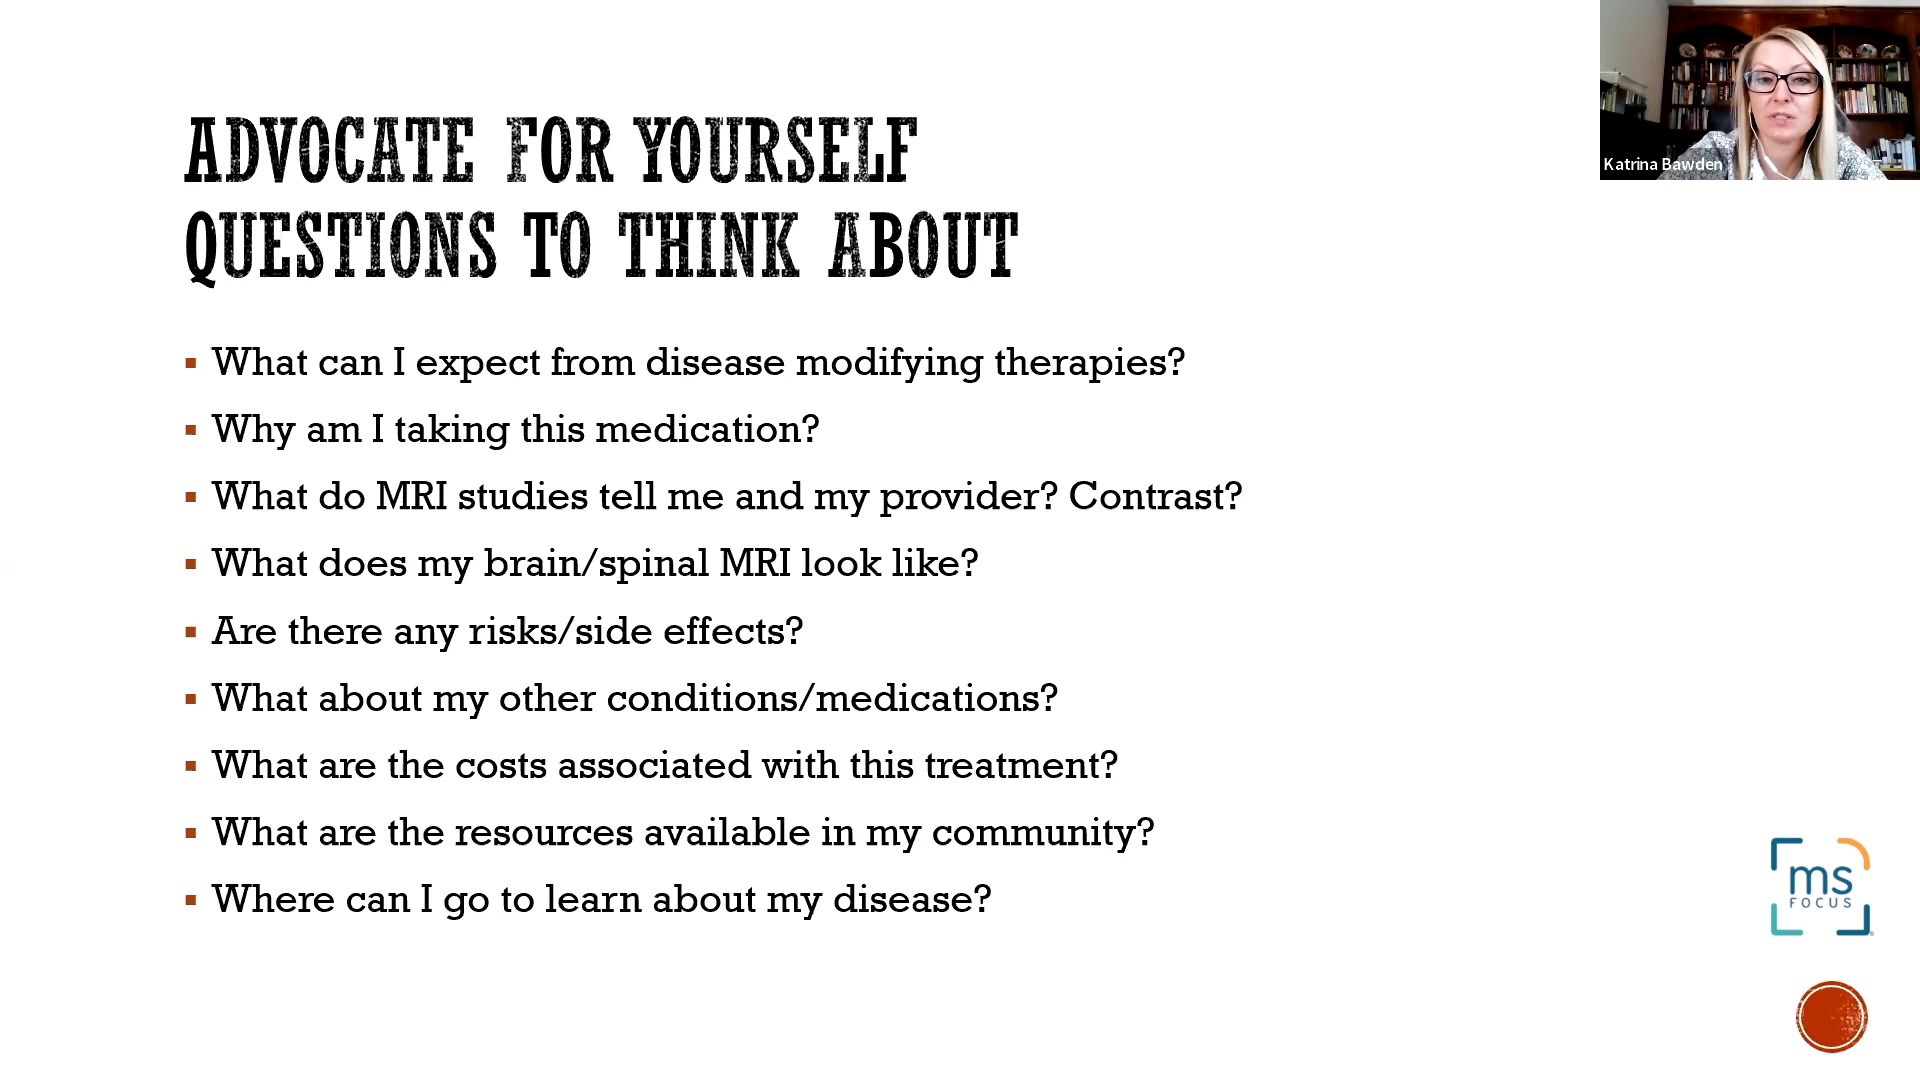 ADVOCATE FOR YOURSELF
QUESTIONS TO THINK ABOUT
What can I expect from disease modifying therapies?
Why am I taking this medication?
What do MRI studies tell me and my provider? Contrast?
What does my brain/spinal MRI look like?
Are there any risks/side effects?
What about my other conditions/medications?
What are the costs associated with this treatment?
What are the resources available in my community?
Where can I go to learn about my disease?
Katrina Bawden
ms
FOCUS